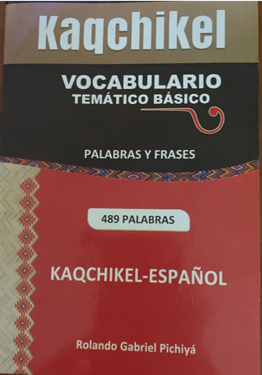 Kaqchikel
VOCABULARIO
TEMÁTICO BÁSICO
PALABRAS Y FRASES
489 PALABRAS
KAQCHIKEL-ESPAÑOL
Rolando Gabriel Pichiyá